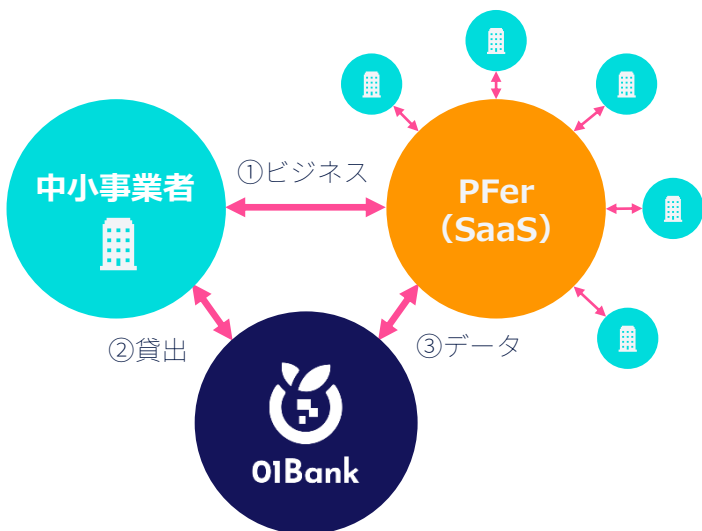 中小事業者
①ビジネス
PFer
（SaaS）
②貸出
③データ
01Bank